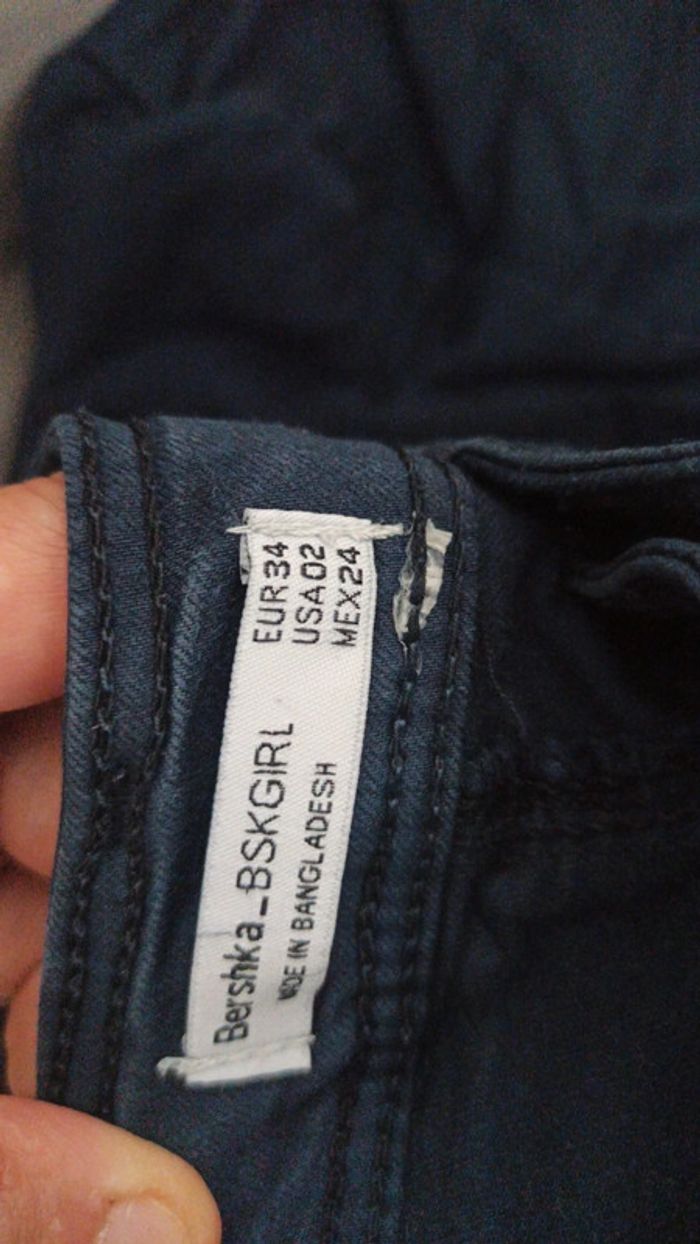 Bershka_BSKGIRL
MADE IN BANGLADESH
EUR34
USA02
MEX24